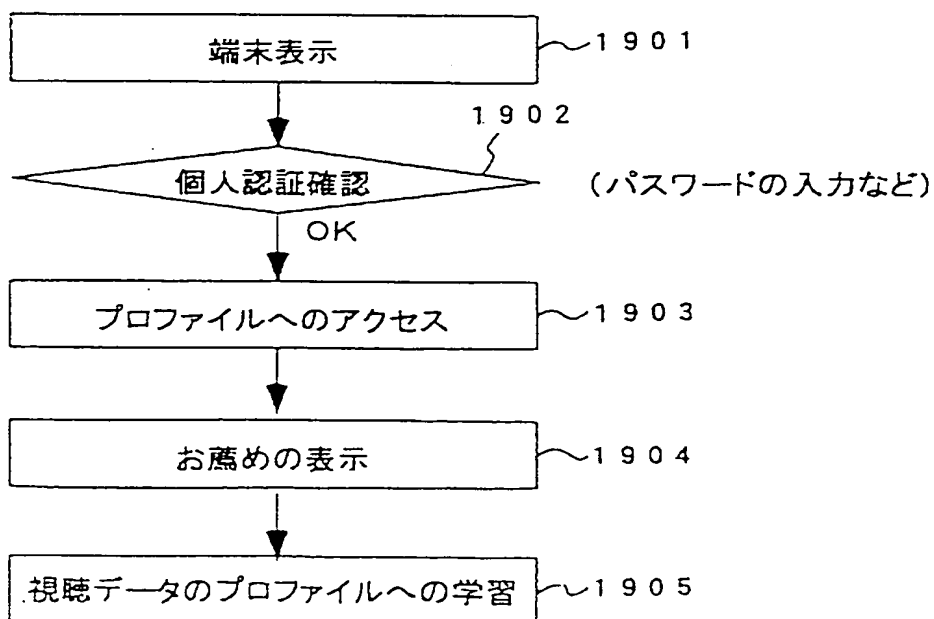 端末表示
1901
1902
個人認証確認
(パスワードの入力など)
OK
プロファイルへのアクセス
1903
お薦めの表示
1904
視聴データのプロファイルへの学習
1905